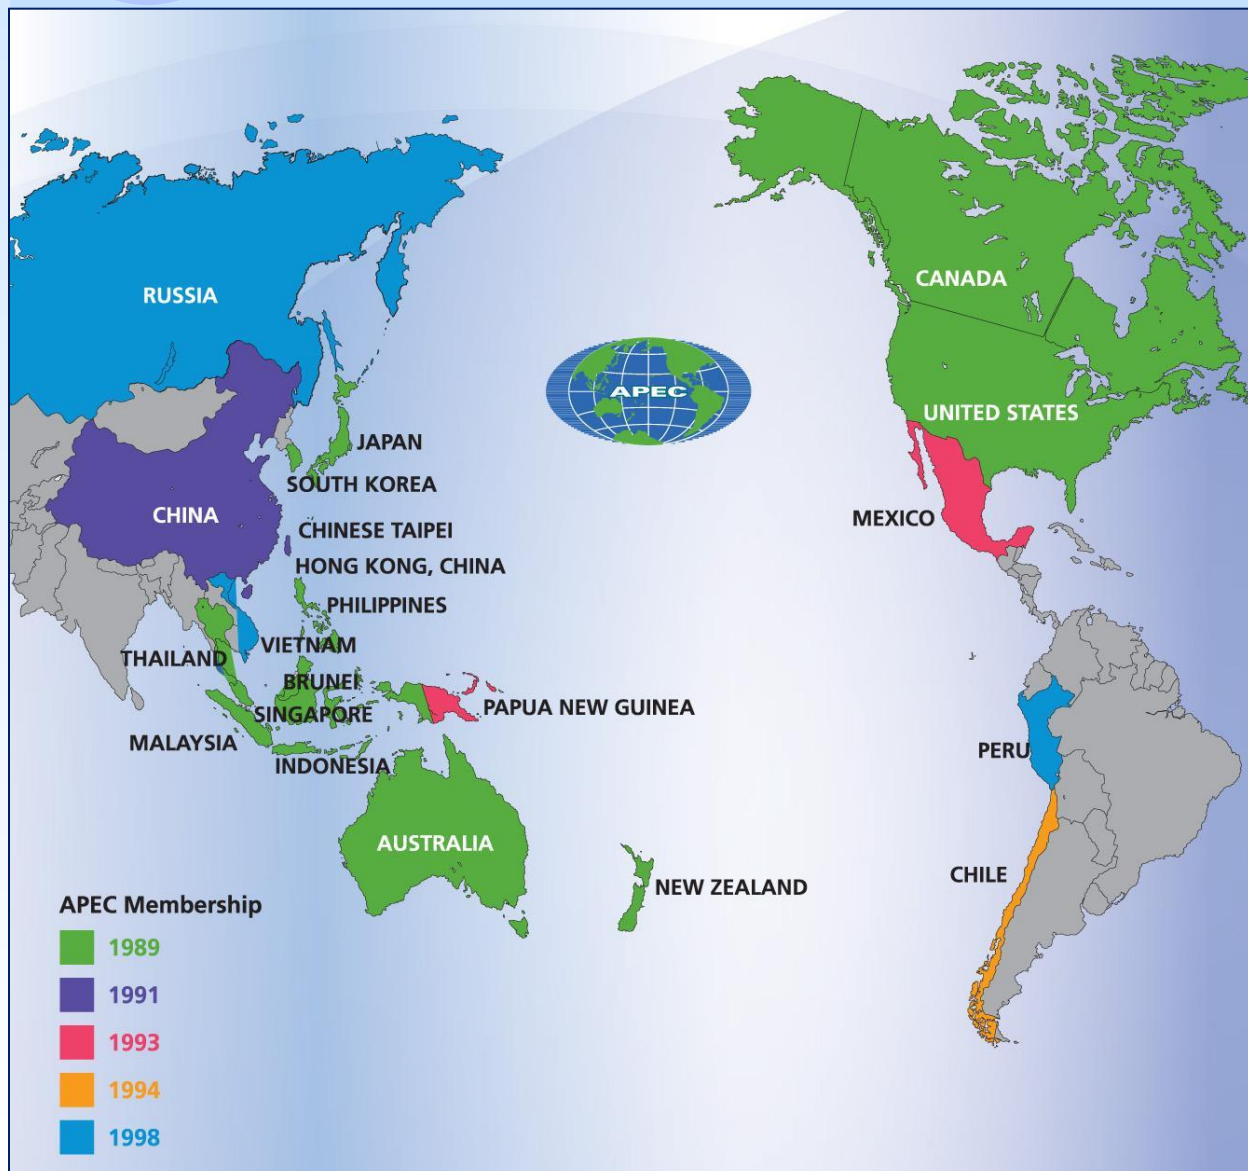 RUSSIA
CANADA
APEC
UNITED STATES
JAPAN
SOUTH KOREA
CHINA
MEXICO
CHINESE TAIPEI
HONG KONG, CHINA
PHILIPPINES
VIETNAM
THAILAND
BRUNEI
PAPUA NEW GUINEA
SINGAPORE
MALAYSIA
PERU
INDONESIA
AUSTRALIA
CHILE
NEW ZEALAND
APEC Membership
1989
1991
1993
1994
1998